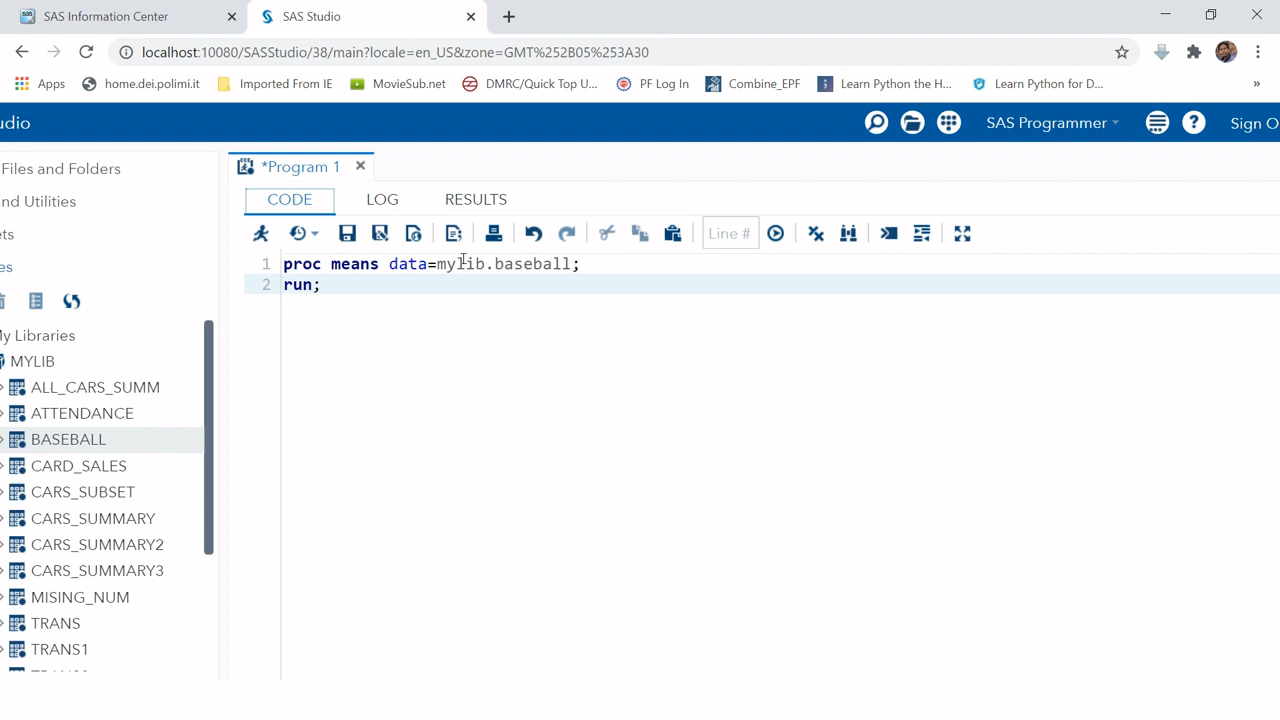 SAS Information Center
SAS Studio
localhost:10080/SASStudio/38/main?locale=en_US&zone=GMT%252B05%253A30
Apps
home.dei.polimi.it
Imported From IE
MovieSub.net
DMRC/Quick Top U...
PF Log In
Combine_EPF
Learn Python the H...
Learn Python for D...
»
udio
SAS Programmer
Sign O
Files and Folders
*Program 1
nd Utilities
CODE
LOG
RESULTS
ets
Line #
es
1 proc means data=mylib.baseball;
2 run;
My Libraries
MYLIB
ALL_CARS_SUMM
ATTENDANCE
BASEBALL
CARD_SALES
CARS_SUBSET
CARS_SUMMARY
CARS_SUMMARY2
CARS_SUMMARY3
MISING_NUM
TRANS
TRANS1